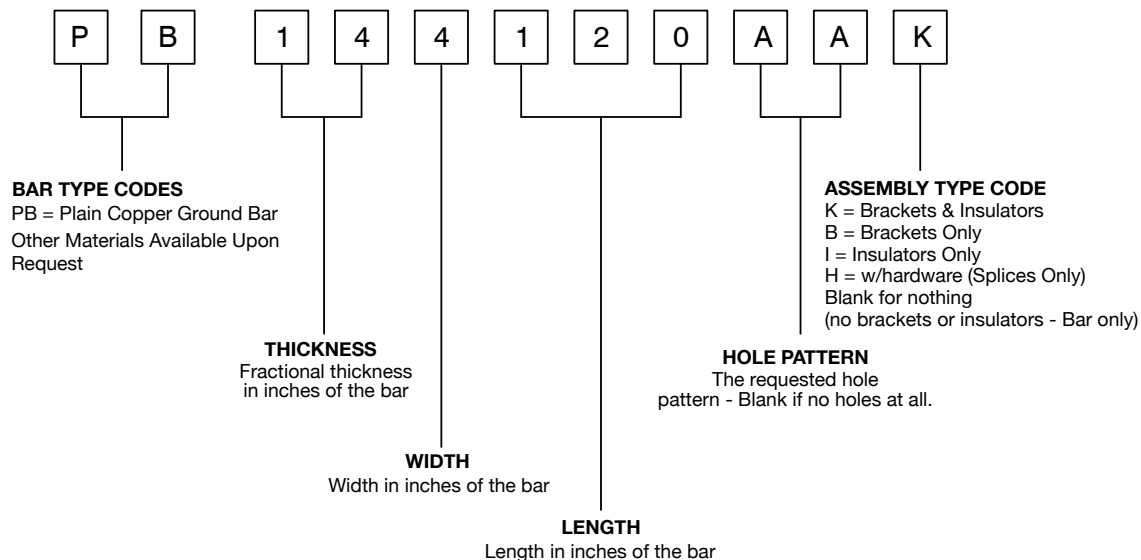 P B 1 4 4 1 2 0 A A K
BAR TYPE CODES
PB = Plain Copper Ground Bar
Other Materials Available Upon
Request
THICKNESS
Fractional thickness
in inches of the bar
WIDTH
Width in inches of the bar
LENGTH
Length in inches of the bar
HOLE PATTERN
The requested hole
pattern - Blank if no holes at all.
ASSEMBLY TYPE CODE
K = Brackets & Insulators
B = Brackets Only
I = Insulators Only
H = w/hardware (Splices Only)
Blank for nothing
(no brackets or insulators - Bar only)